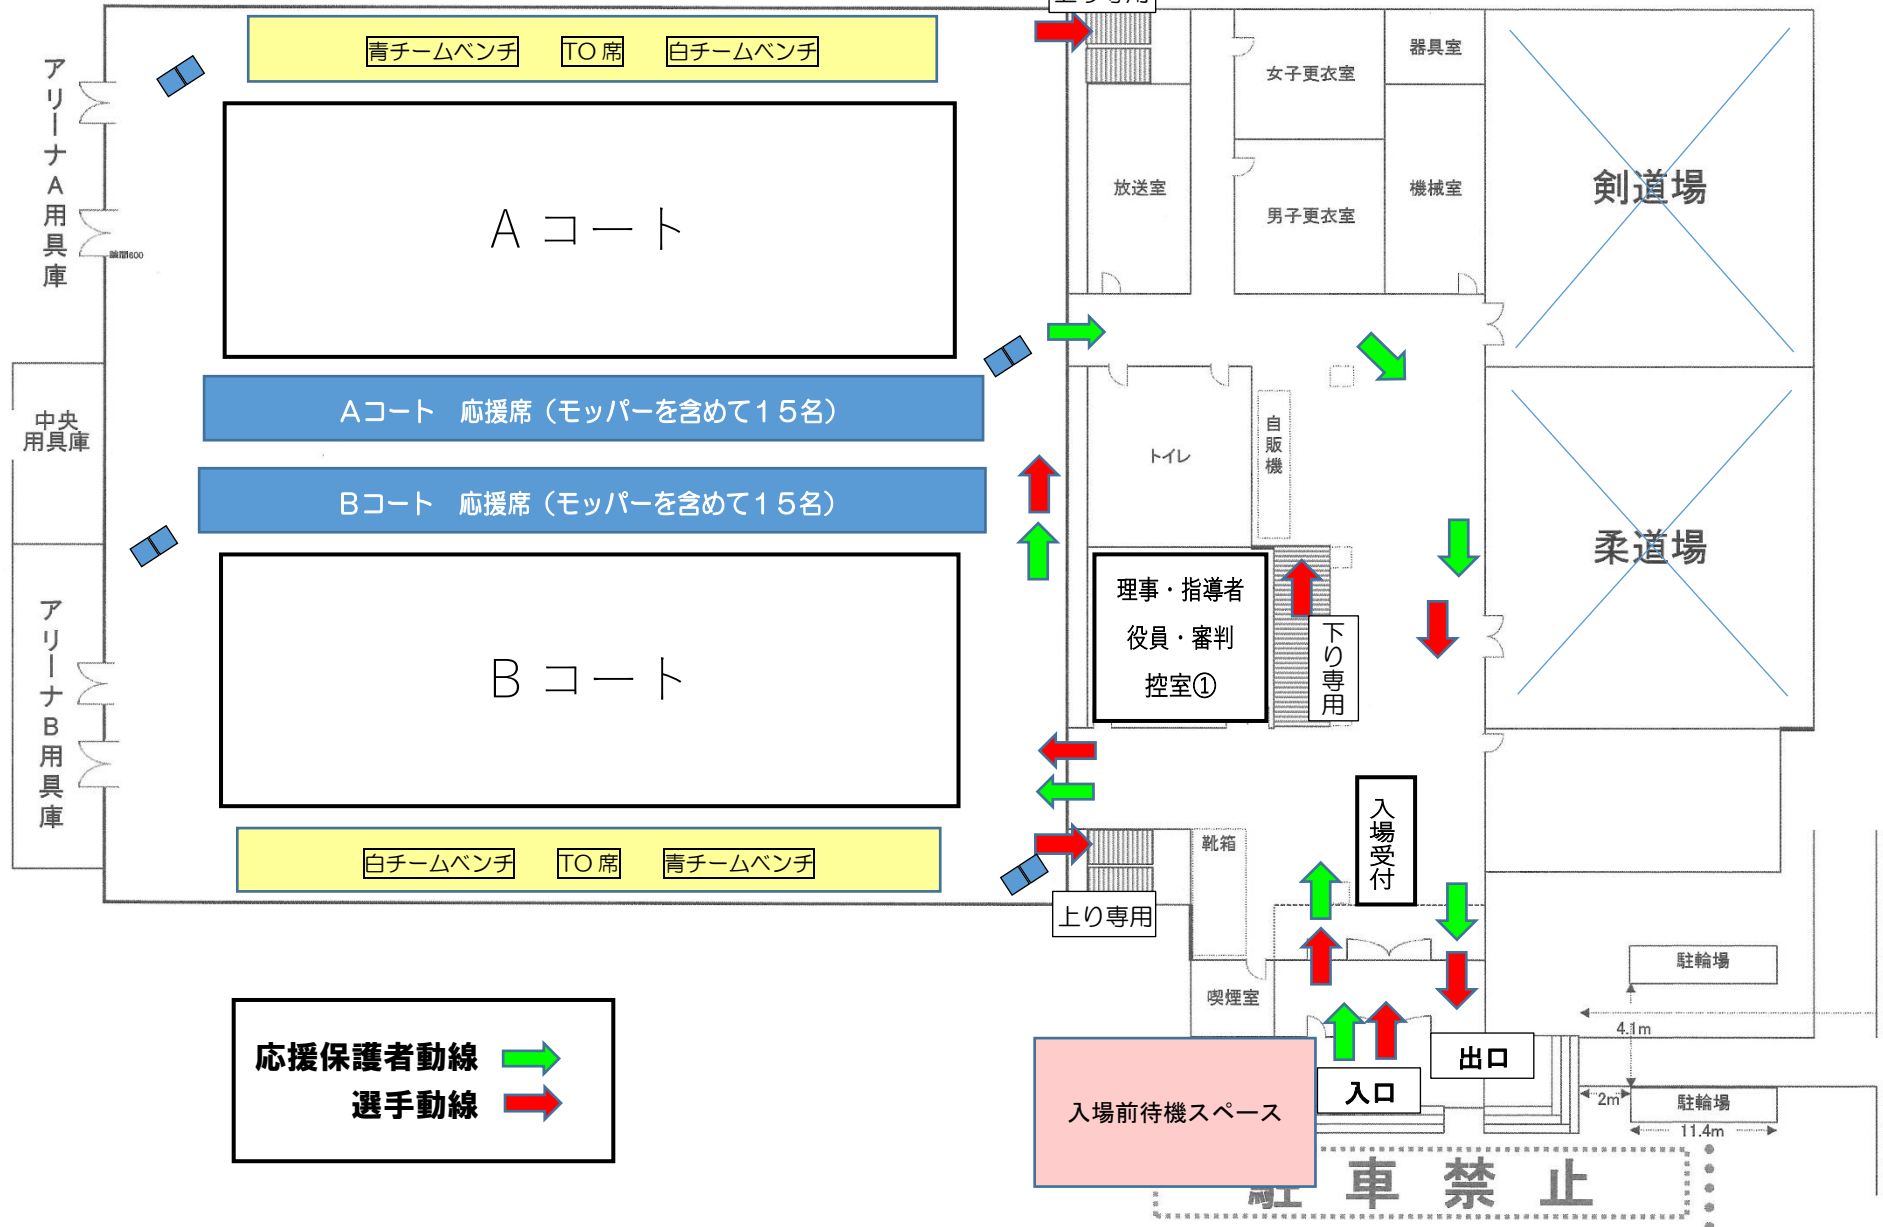 上り専用
青チームベンチ
TO 席
白チームベンチ
アリーナA用具庫
Aコート
放送室
女子更衣室
器具室
男子更衣室
機械室
剣道場
Aコート 応援席（モッパーを含めて１５名）
Bコート 応援席（モッパーを含めて１５名）
中央
用具庫
トイレ
自販機
柔道場
アリーナB用具庫
Bコート
理事・指導者
役員・審判
控室①
下り専用
入場受付
白チームベンチ
TO 席
青チームベンチ
靴箱
上り専用
喫煙室
駐輪場
4.1m
応援保護者動線
選手動線
出口
入口
入場前待機スペース
2m
駐輪場
11.4m
駐車禁止